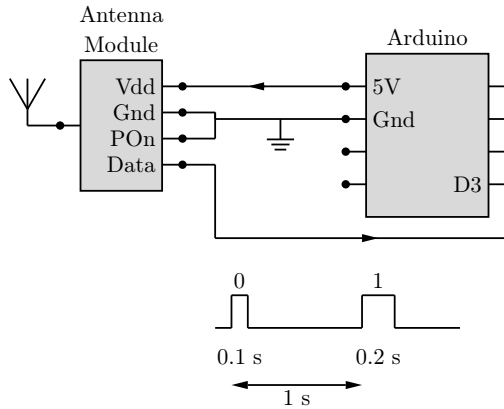 Antenna
Module
Arduino
Vdd
Gnd
POn
Data
5V
Gnd
D3
0
1
0.1 s
0.2 s
1 s